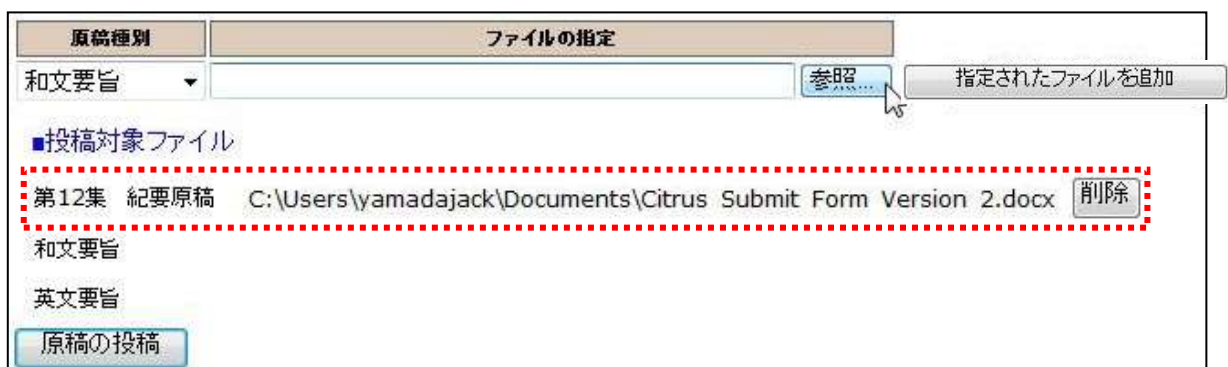 原稿種別 ファイルの指定
和文要旨 参照... 指定されたファイルを追加
■投稿対象ファイル
第12集 紀要原稿 C:\Users\yamadajack\Documents\Citrus Submit Form Version 2.docx 削除
和文要旨
英文要旨
原稿の投稿